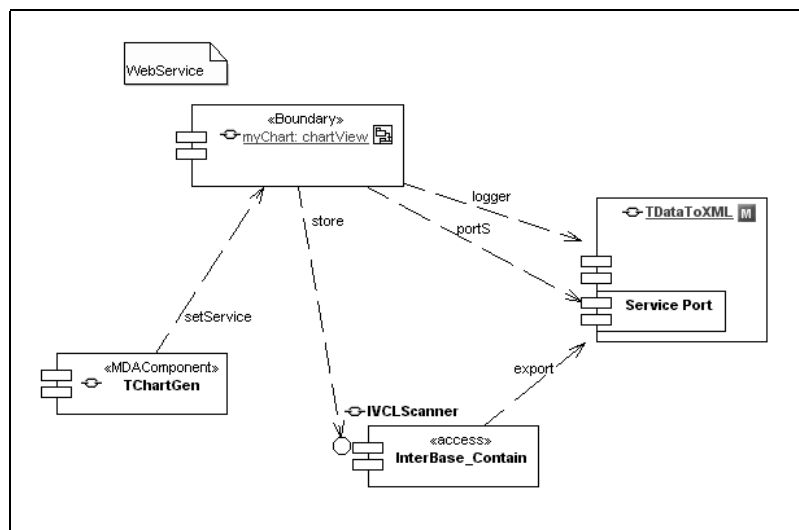 WebService
«Boundary»
myChart: chartView
logger
store
TDataToXML M
portS
Service Port
setService
«MDAComponent»
TChartGen
export
IVCLScanner
«access»
InterBase_Contain